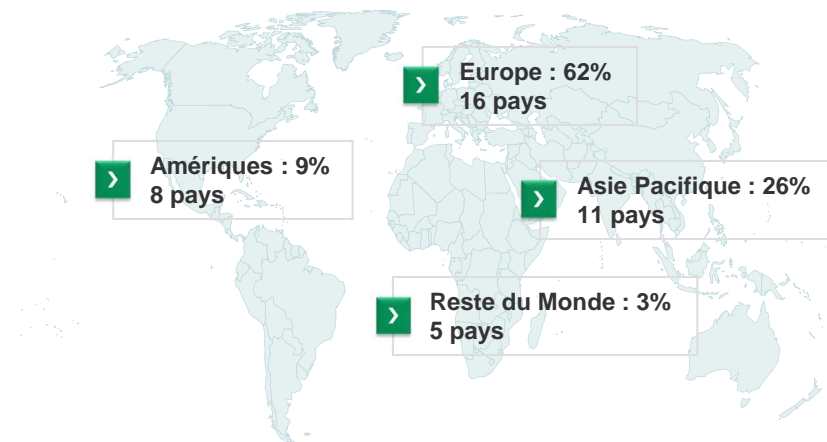 Europe : 62%
16 pays
Amériques : 9%
8 pays
Asie Pacifique : 26%
11 pays
Reste du Monde : 3%
5 pays